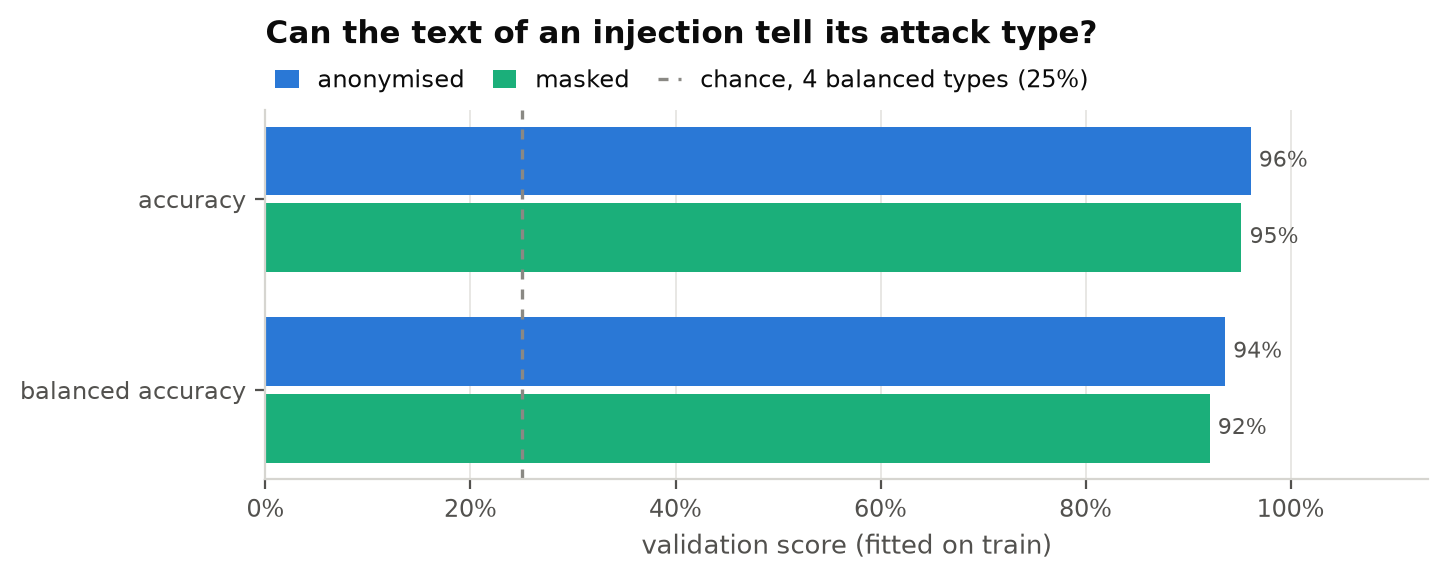 Can the text of an injection tell its attack type?
anonymised masked chance, 4 balanced types (25%)
96%
accuracy
95%
94%
balanced accuracy
92%
0% 20% 40% 60% 80% 100%
validation score (fitted on train)